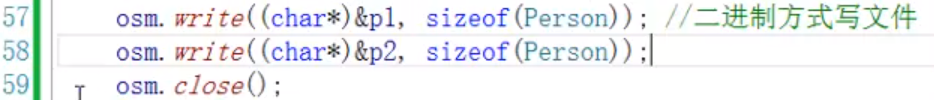 57 osm.write((char*)&p1, sizeof(Person)); //二进制方式写文件
58 osm.write((char*)&p2, sizeof(Person));
59 osm.close();